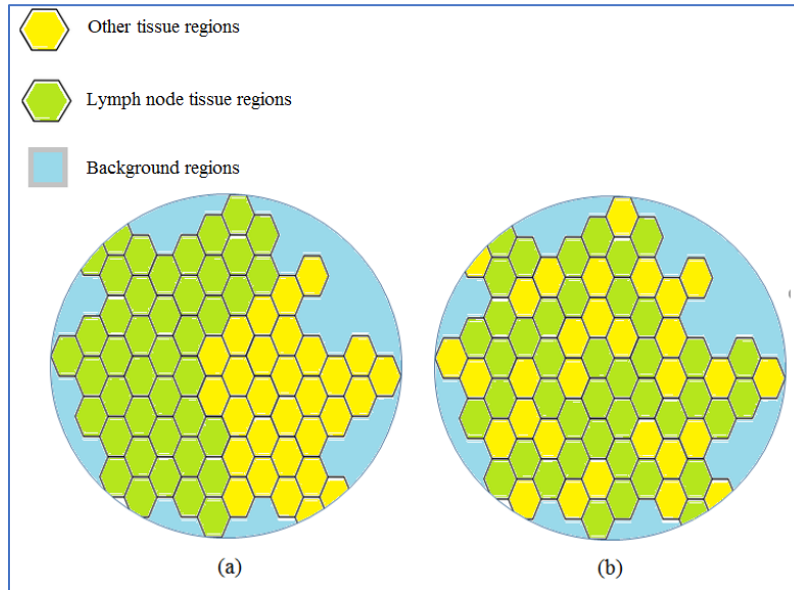 Other tissue regions
Lymph node tissue regions
Background regions
(a)
(b)